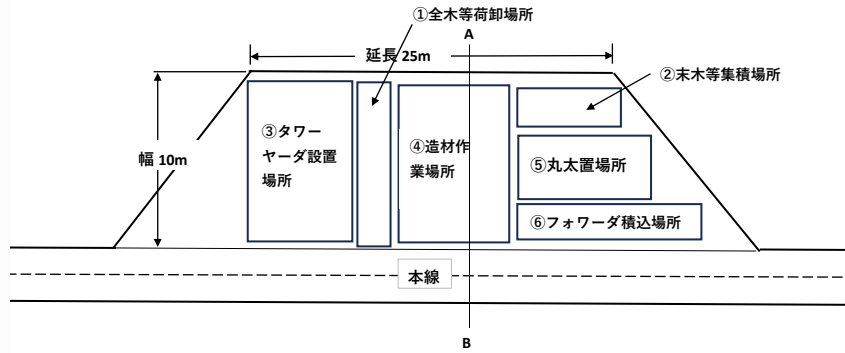 ①全木等荷卸場所
A
延長 25m
②末木等集積場所
③タワー
ヤーダ設置
場所
④造材作
業場所
幅 10m
⑤丸太置場所
⑥フォワーダ積込場所
本線
B